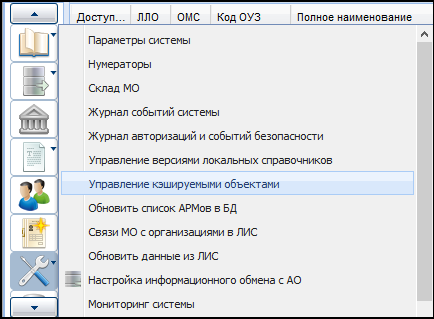 Доступ... ЛЛО ОМС Код ОУЗ Полное наименование
Параметры системы
Нумераторы
Склад МО
Журнал событий системы
Журнал авторизаций и событий безопасности
Управление версиями локальных справочников
Управление кэшируемыми объектами
Обновить список АРМов в БД
Связи МО с организациями в ЛИС
Обновить данные из ЛИС
Настройка информационного обмена с АО
Мониторинг системы